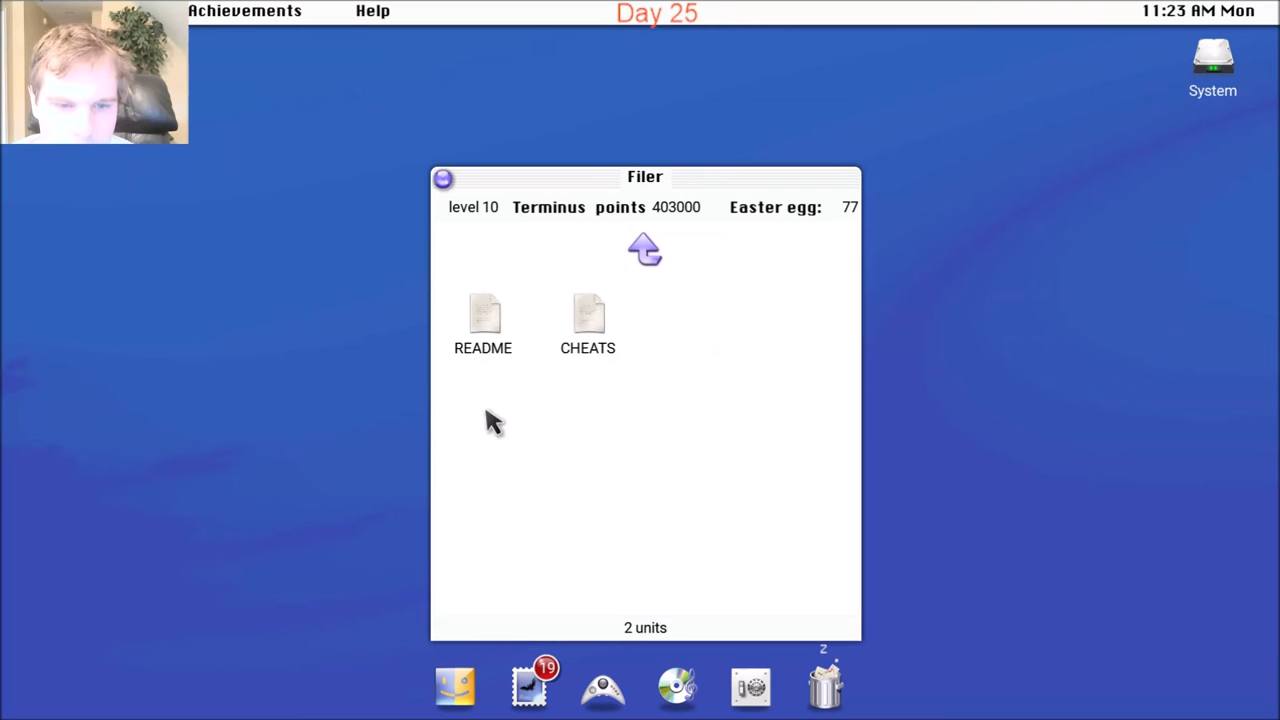 Achievements Help Day 25 11:23 AM Mon
System
Filer
level 10 Terminus points 403000 Easter egg: 77
README CHEATS
2 units
z
19